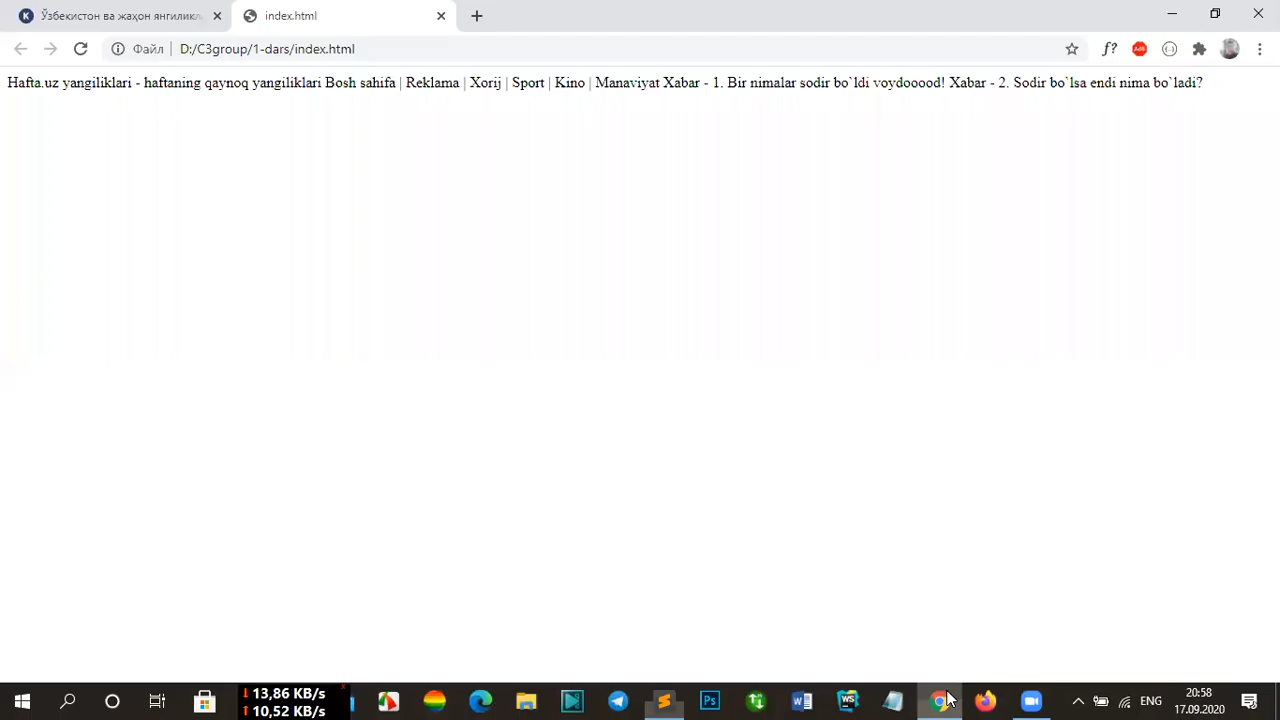 Ўзбекистон ва жаҳон янгиликл
index.html
Файл
D:/C3group/1-dars/index.html
f?
Hafta.uz yangiliklari - haftaning qaynoq yangiliklari Bosh sahifa | Reklama | Xorij | Sport | Kino | Manaviyat Xabar - 1. Bir nimalar sodir bo`ldi voydooood! Xabar - 2. Sodir bo`lsa endi nima bo`ladi?
13,86 KB/s
10,52 KB/s
ENG
20:58
17.09.2020